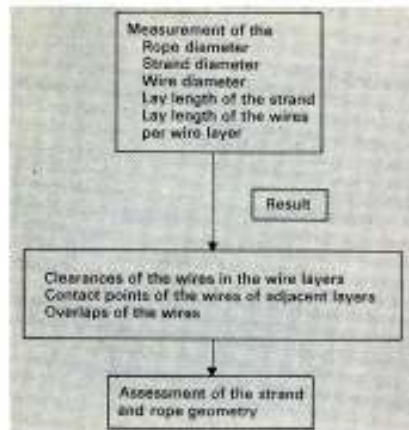 Measurement of the
Rope diameter
Strand diameter
Wire diameter
Lay length of the strand
Lay length of the wires
per wire layer
Result
Clearances of the wires in the wire layers
Contact points of the wires of adjacent layers
Overlaps of the wires
Assessment of the strand
and rope geometry